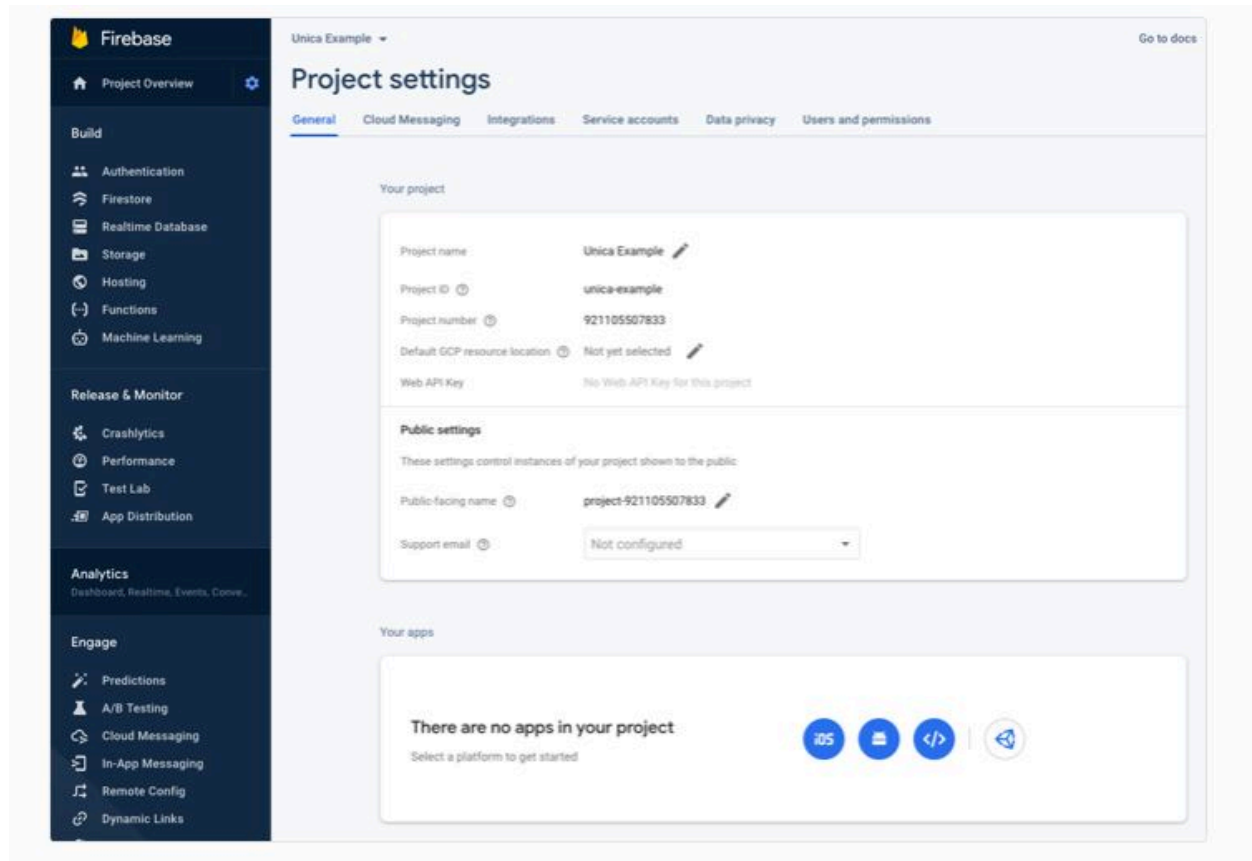 Firebase
Project Overview
Build
Authentication
Firestore
Realtime Database
Storage
Hosting
Functions
Machine Learning
Release & Monitor
Crashlytics
Performance
Test Lab
App Distribution
Analytics
Dashboard, Realtime, Events, Conve..
Engage
Predictions
A/B Testing
Cloud Messaging
In-App Messaging
Remote Config
Dynamic Links
Unica Example
Go to docs
Project settings
General Cloud Messaging Integrations Service accounts Data privacy Users and permissions
Your project
Project name Unica Example
Project ID unica-example
Project number 921105507833
Default GCP resource location Not yet selected
Web API Key No Web API Key for this project
Public settings
These settings control instances of your project shown to the public
Public-facing name project-921105507833
Support email Not configured
Your apps
There are no apps in your project
Select a platform to get started
iOS